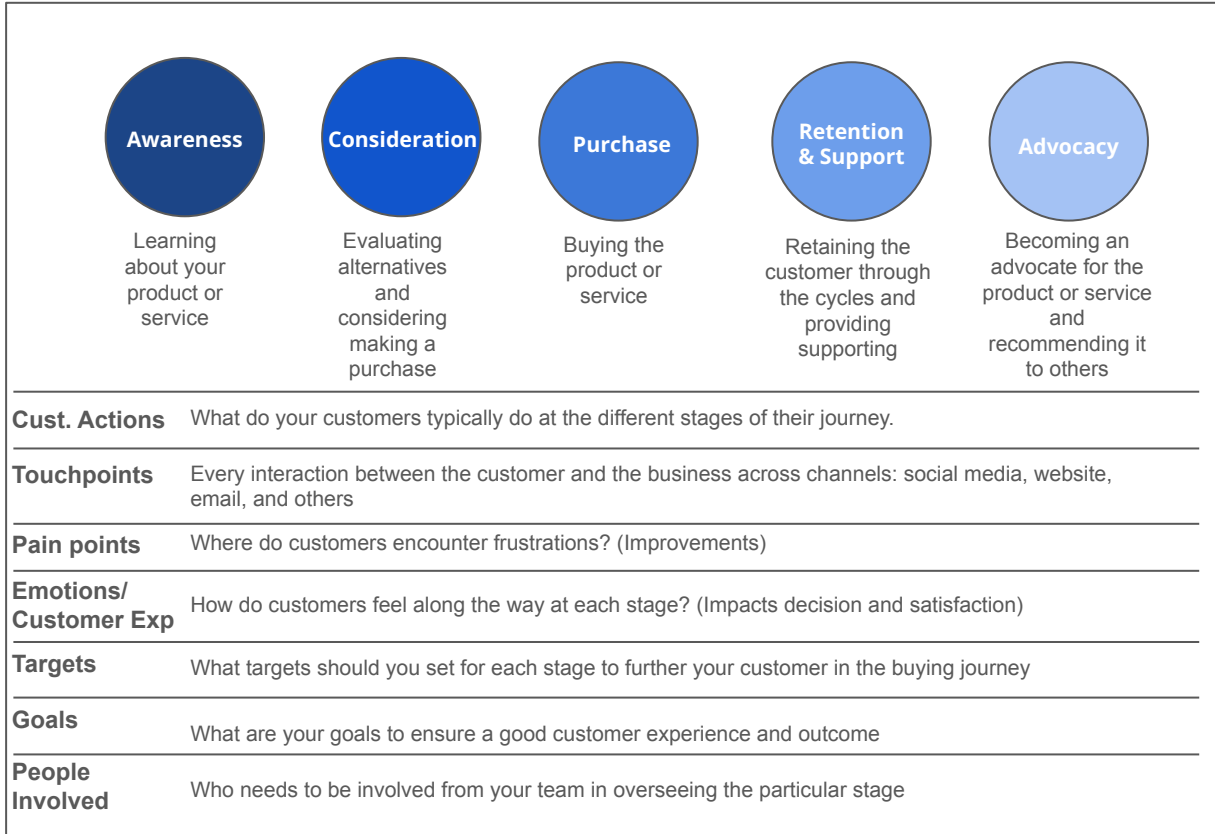 Awareness
Consideration
Purchase
Retention
& Support
Advocacy
Learning
about your
product or
service
Evaluating
alternatives
and
considering
making a
purchase
Buying the
product or
service
Retaining the
customer through
the cycles and
providing
supporting
Becoming an
advocate for the
product or service
and
recommending it
to others
Cust. Actions
What do your customers typically do at the different stages of their journey.
Touchpoints
Every interaction between the customer and the business across channels: social media, website,
email, and others
Pain points
Where do customers encounter frustrations? (Improvements)
Emotions/
Customer Exp
How do customers feel along the way at each stage? (Impacts decision and satisfaction)
Targets
What targets should you set for each stage to further your customer in the buying journey
Goals
What are your goals to ensure a good customer experience and outcome
People
Involved
Who needs to be involved from your team in overseeing the particular stage